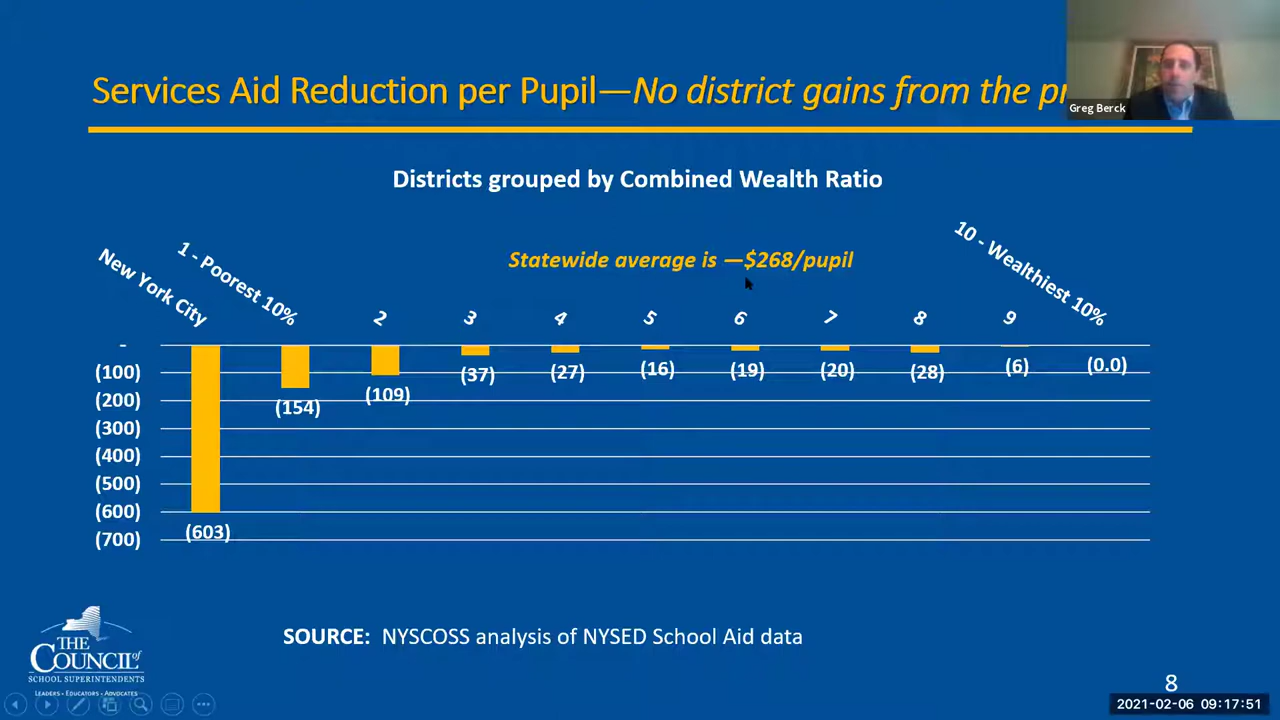 Services Aid Reduction per Pupil—No district gains from the
Greg Berck
Districts grouped by Combined Wealth Ratio
Statewide average is —$268/pupil
New York City
1 - Poorest 10%
2
3
4
5
6
7
8
9
10 - Wealthiest 10%
-
(100)
(200)
(300)
(400)
(500)
(600)
(700)
(603)
(154)
(109)
(37)
(27)
(16)
(19)
(20)
(28)
(6)
(0.0)
SOURCE: NYSCOSS analysis of NYSED School Aid data
THE
COUNCIL of
SCHOOL SUPERINTENDENTS
LEADERS • EDUCATORS • ADVOCATES
8
2021-02-06 09:17:51